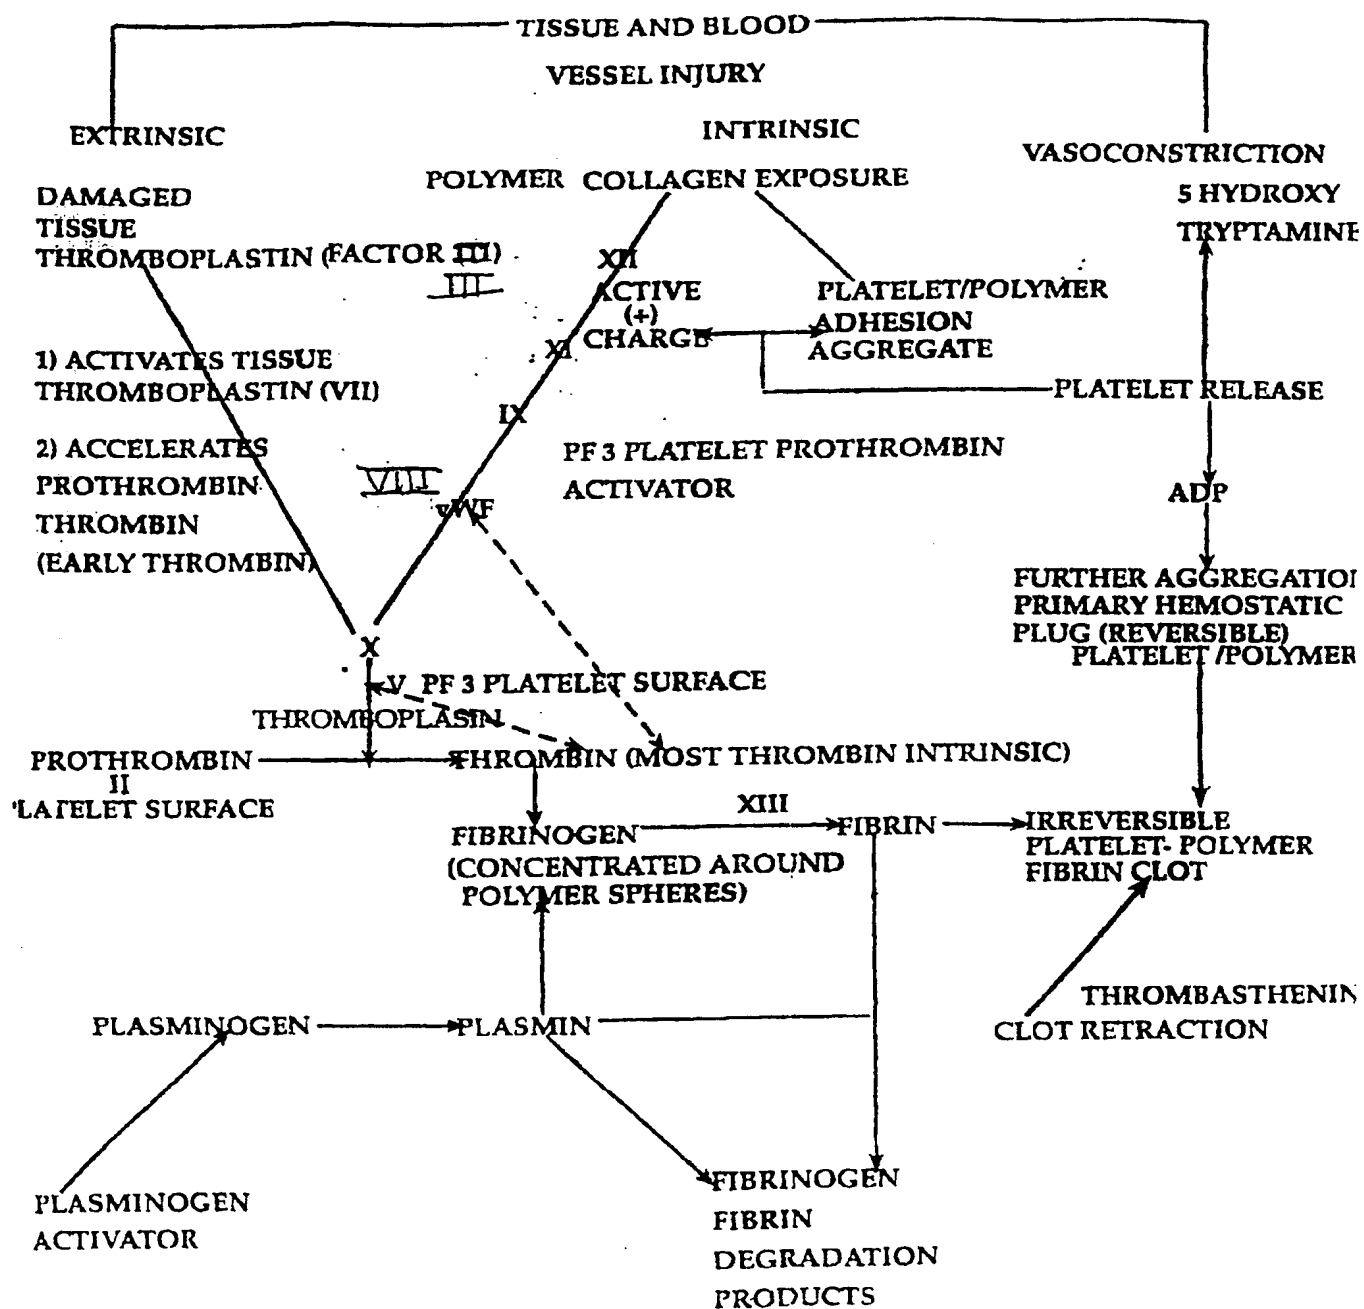 TISSUE AND BLOOD
VESSEL INJURY
EXTRINSIC
INTRINSIC
VASOCONSTRICTION
5 HYDROXY
TRYPTAMINE
POLYMER COLLAGEN EXPOSURE
DAMAGED
TISSUE
THROMBOPLASTIN (FACTOR III)
III
XII
ACTIVE
(+)
CHARGE
XI
PLATELET/POLYMER
ADHESION
AGGREGATE
PLATELET RELEASE
1) ACTIVATES TISSUE
THROMBOPLASTIN (VII)
IX
2) ACCELERATES
PROTHROMBIN
THROMBIN
(EARLY THROMBIN)
VIII
vWF
PF 3 PLATELET PROTHROMBIN
ACTIVATOR
ADP
FURTHER AGGREGATION
PRIMARY HEMOSTATIC
PLUG (REVERSIBLE)
PLATELET /POLYMER
X
V PF 3 PLATELET SURFACE
THROMBOPLASIN
PROTHROMBIN
II
'LATELET SURFACE
THROMBIN (MOST THROMBIN INTRINSIC)
XIII
FIBRINOGEN
(CONCENTRATED AROUND
POLYMER SPHERES)
FIBRIN
IRREVERSIBLE
PLATELET- POLYMER
FIBRIN CLOT
THROMBASTHENIN
CLOT RETRACTION
PLASMINOGEN
PLASMIN
PLASMINOGEN
ACTIVATOR
FIBRINOGEN
FIBRIN
DEGRADATION
PRODUCTS